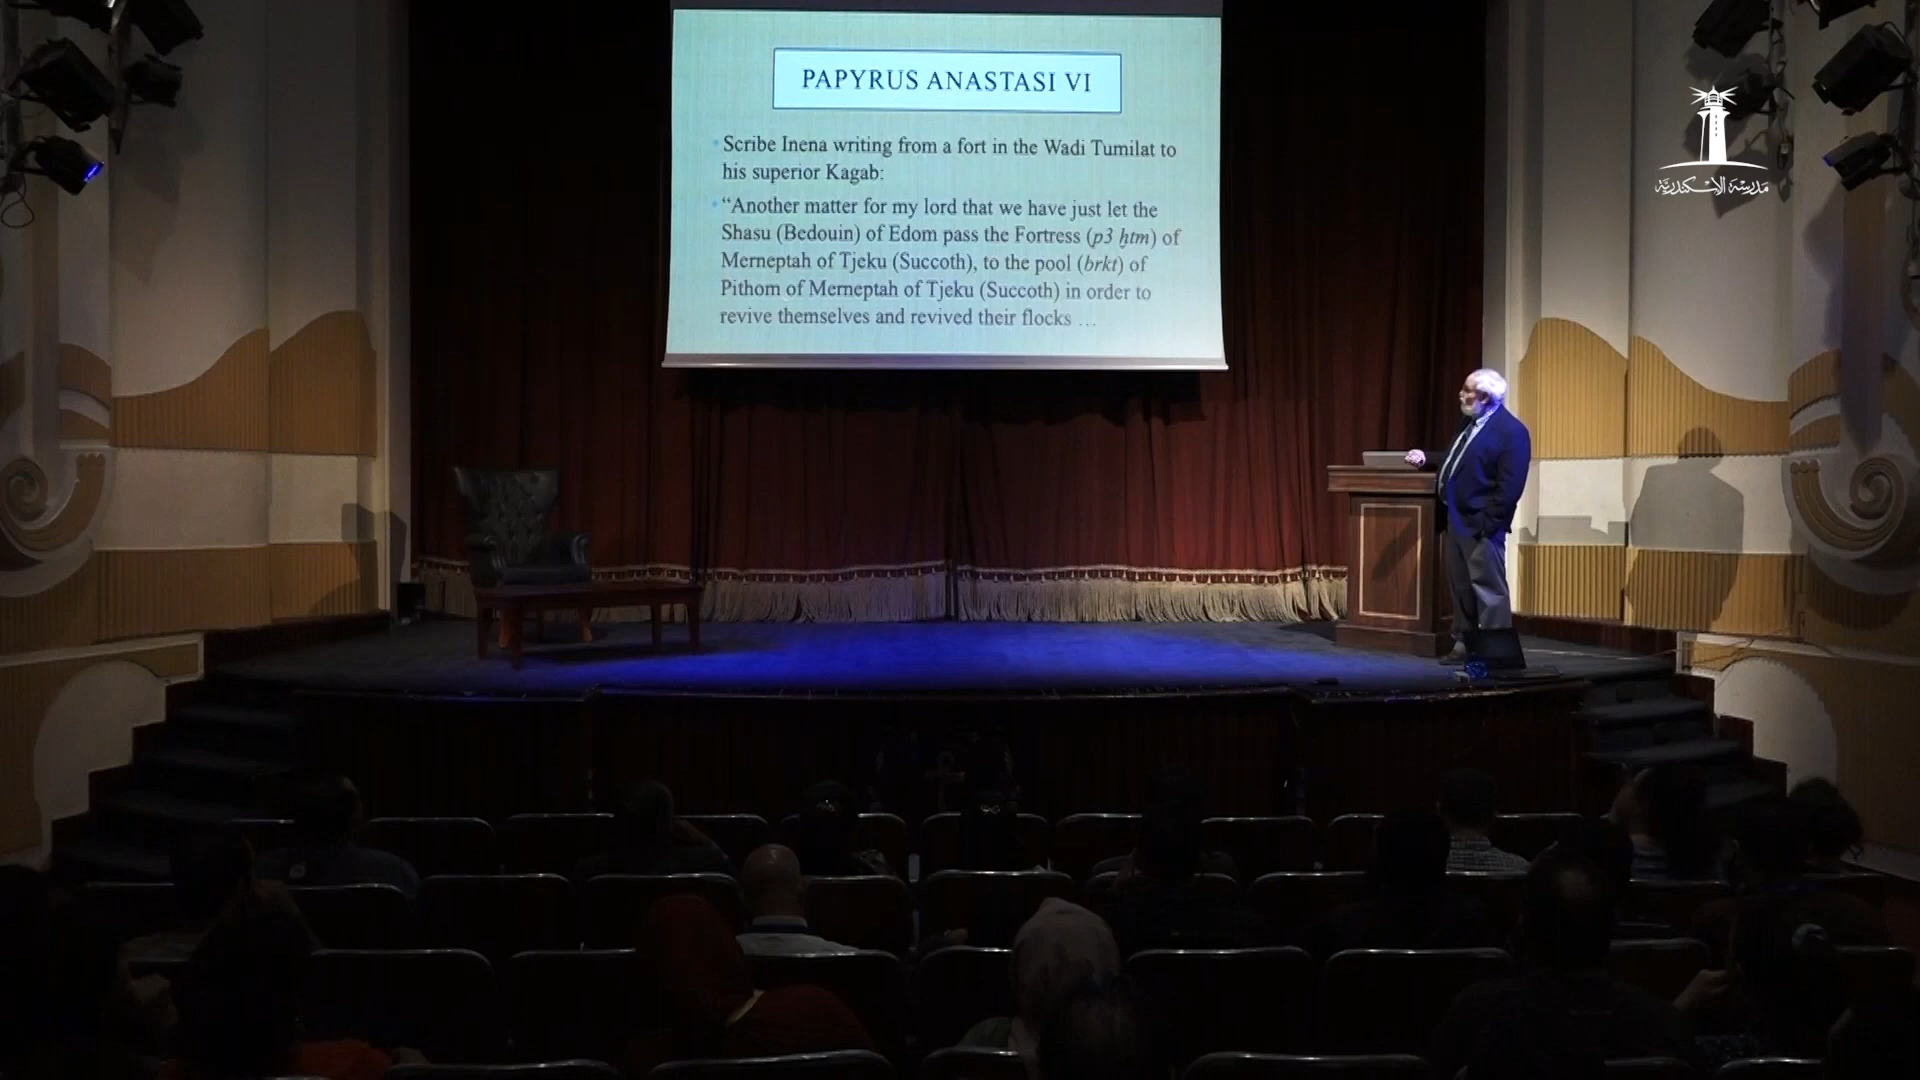 PAPYRUS ANASTASI VI
Scribe Inena writing from a fort in the Wadi Tumilat to
his superior Kagab:
“Another matter for my lord that we have just let the
Shasu (Bedouin) of Edom pass the Fortress (p3 ḫtm) of
Merneptah of Tjeku (Succoth), to the pool (brkt) of
Pithom of Merneptah of Tjeku (Succoth) in order to
revive themselves and revived their flocks …
مدرسة الإسكندرية